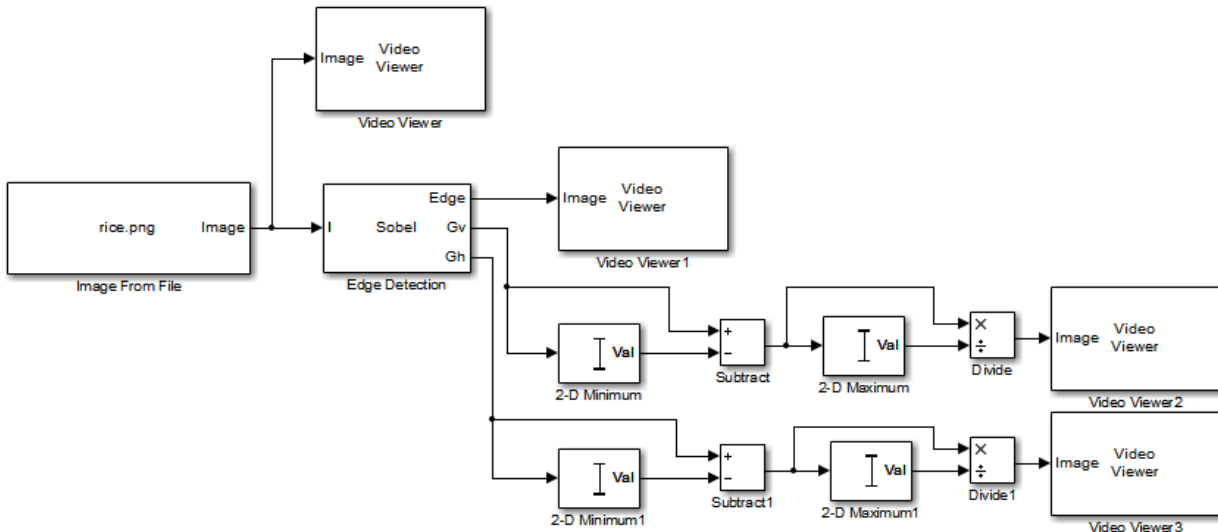 Image
Video
Viewer
Video Viewer
rice.png
Image
Image From File
I
Sobel
Edge
Gv
Gh
Edge Detection
Image
Video
Viewer
Video Viewer1
Val
2-D Minimum
+
−
Subtract
Val
2-D Maximum
×
÷
Divide
Image
Video
Viewer
Video Viewer2
Val
2-D Minimum1
+
−
Subtract1
Val
2-D Maximum1
×
÷
Divide1
Image
Video
Viewer
Video Viewer3